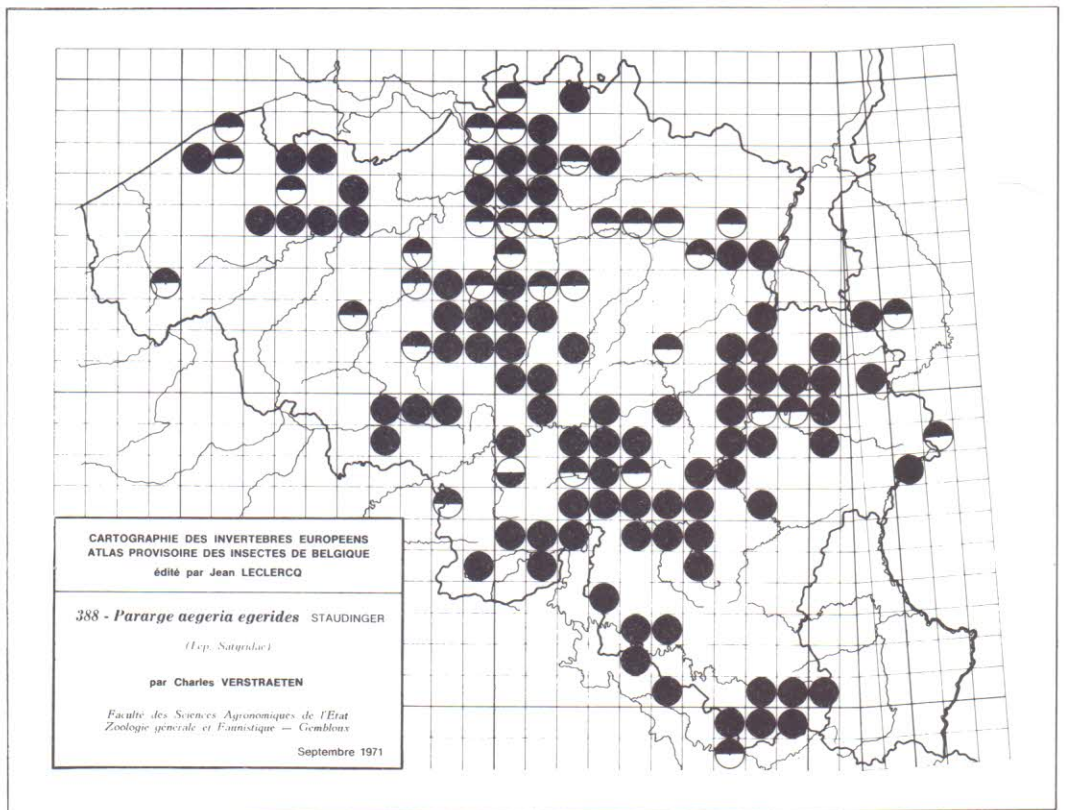 CARTOGRAPHIE DES INVERTEBRES EUROPEENS
ATLAS PROVISOIRE DES INSECTES DE BELGIQUE
édité par Jean LECLERCQ
388 - Pararge aegeria egerides STAUDINGER
(Lep. Satyridae)
par Charles VERSTRAETEN
Faculté des Sciences Agronomiques de l'Etat
Zoologie générale et Faunistique — Gembloux
Septembre 1971